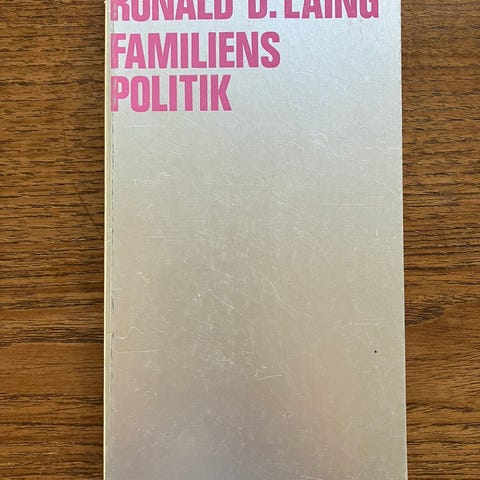 RONALD D. LAING
FAMILIENS
POLITIK